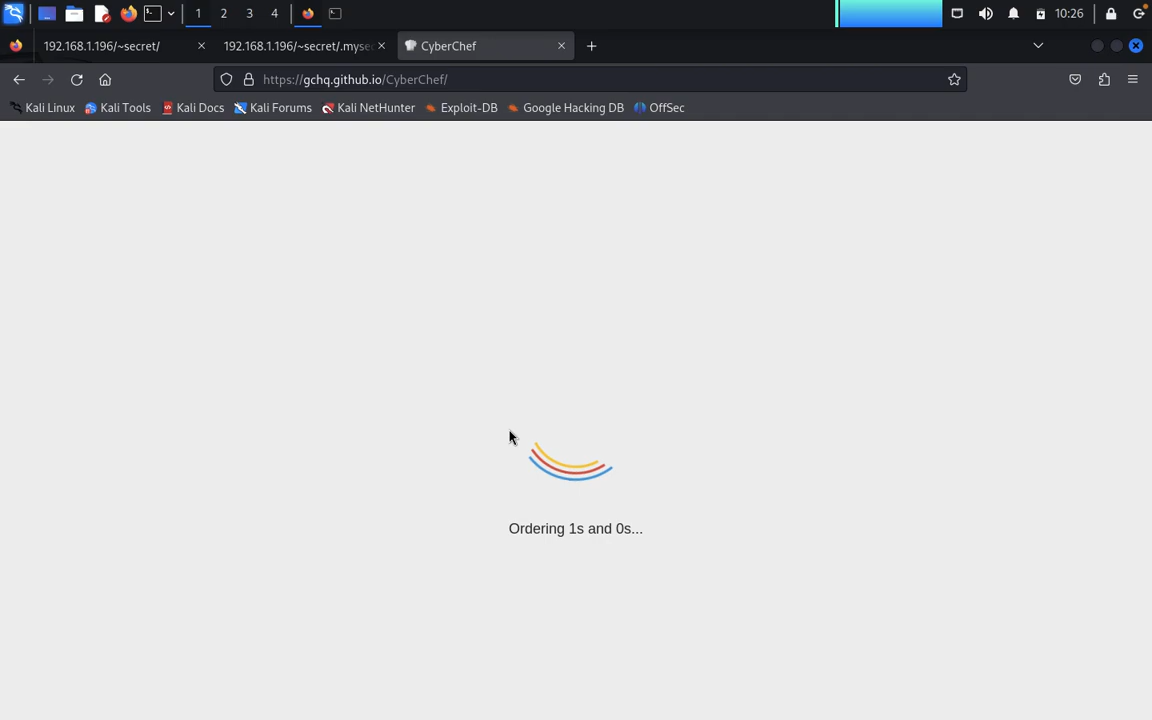 1 2 3 4 10:26
192.168.1.196/~secret/ 192.168.1.196/~secret/.myse CyberChef
https://gchq.github.io/CyberChef/
Kali Linux Kali Tools Kali Docs Kali Forums Kali NetHunter Exploit-DB Google Hacking DB OffSec
Ordering 1s and 0s...